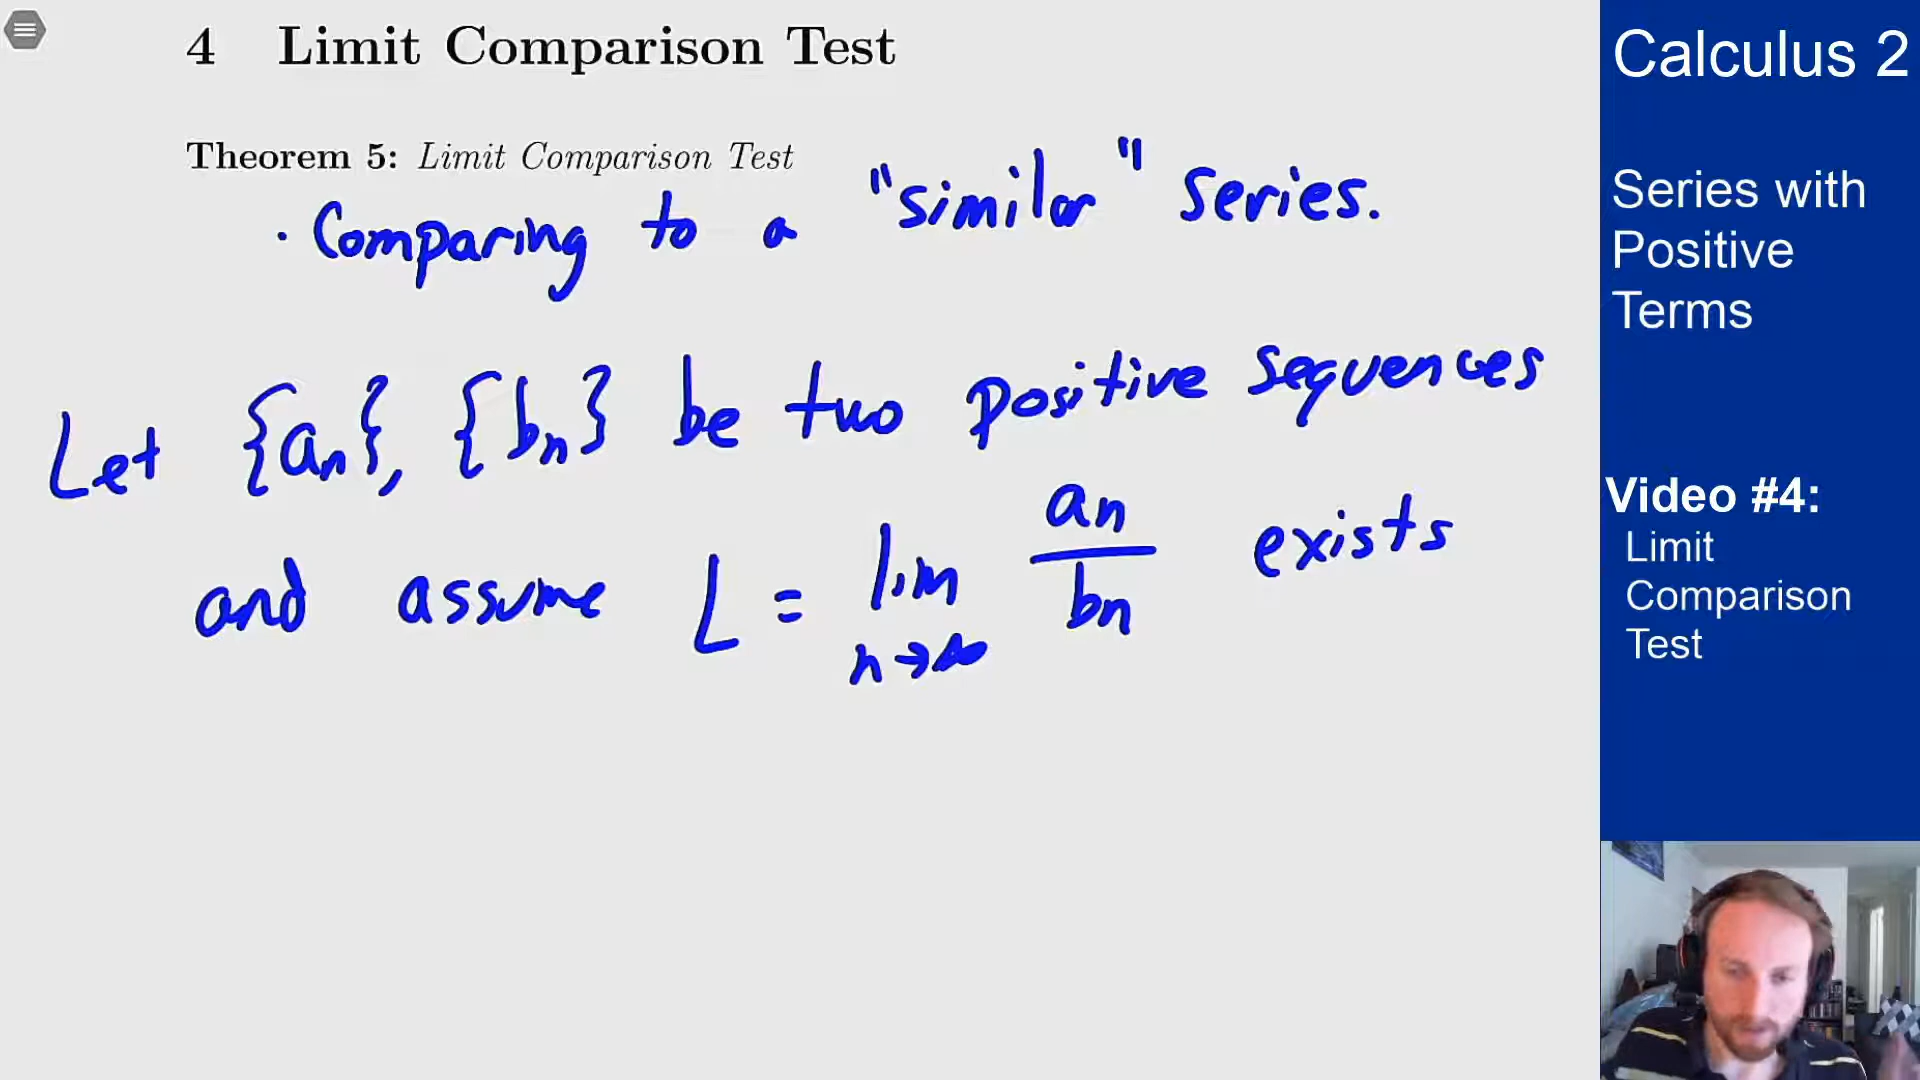 4 Limit Comparison Test
Theorem 5: Limit Comparison Test
· Comparing to a "similar" series.
Let {an}, {bn} be two positive sequences
and assume L = lim n→∞ an/bn exists
Calculus 2
Series with
Positive
Terms
Video #4:
Limit
Comparison
Test